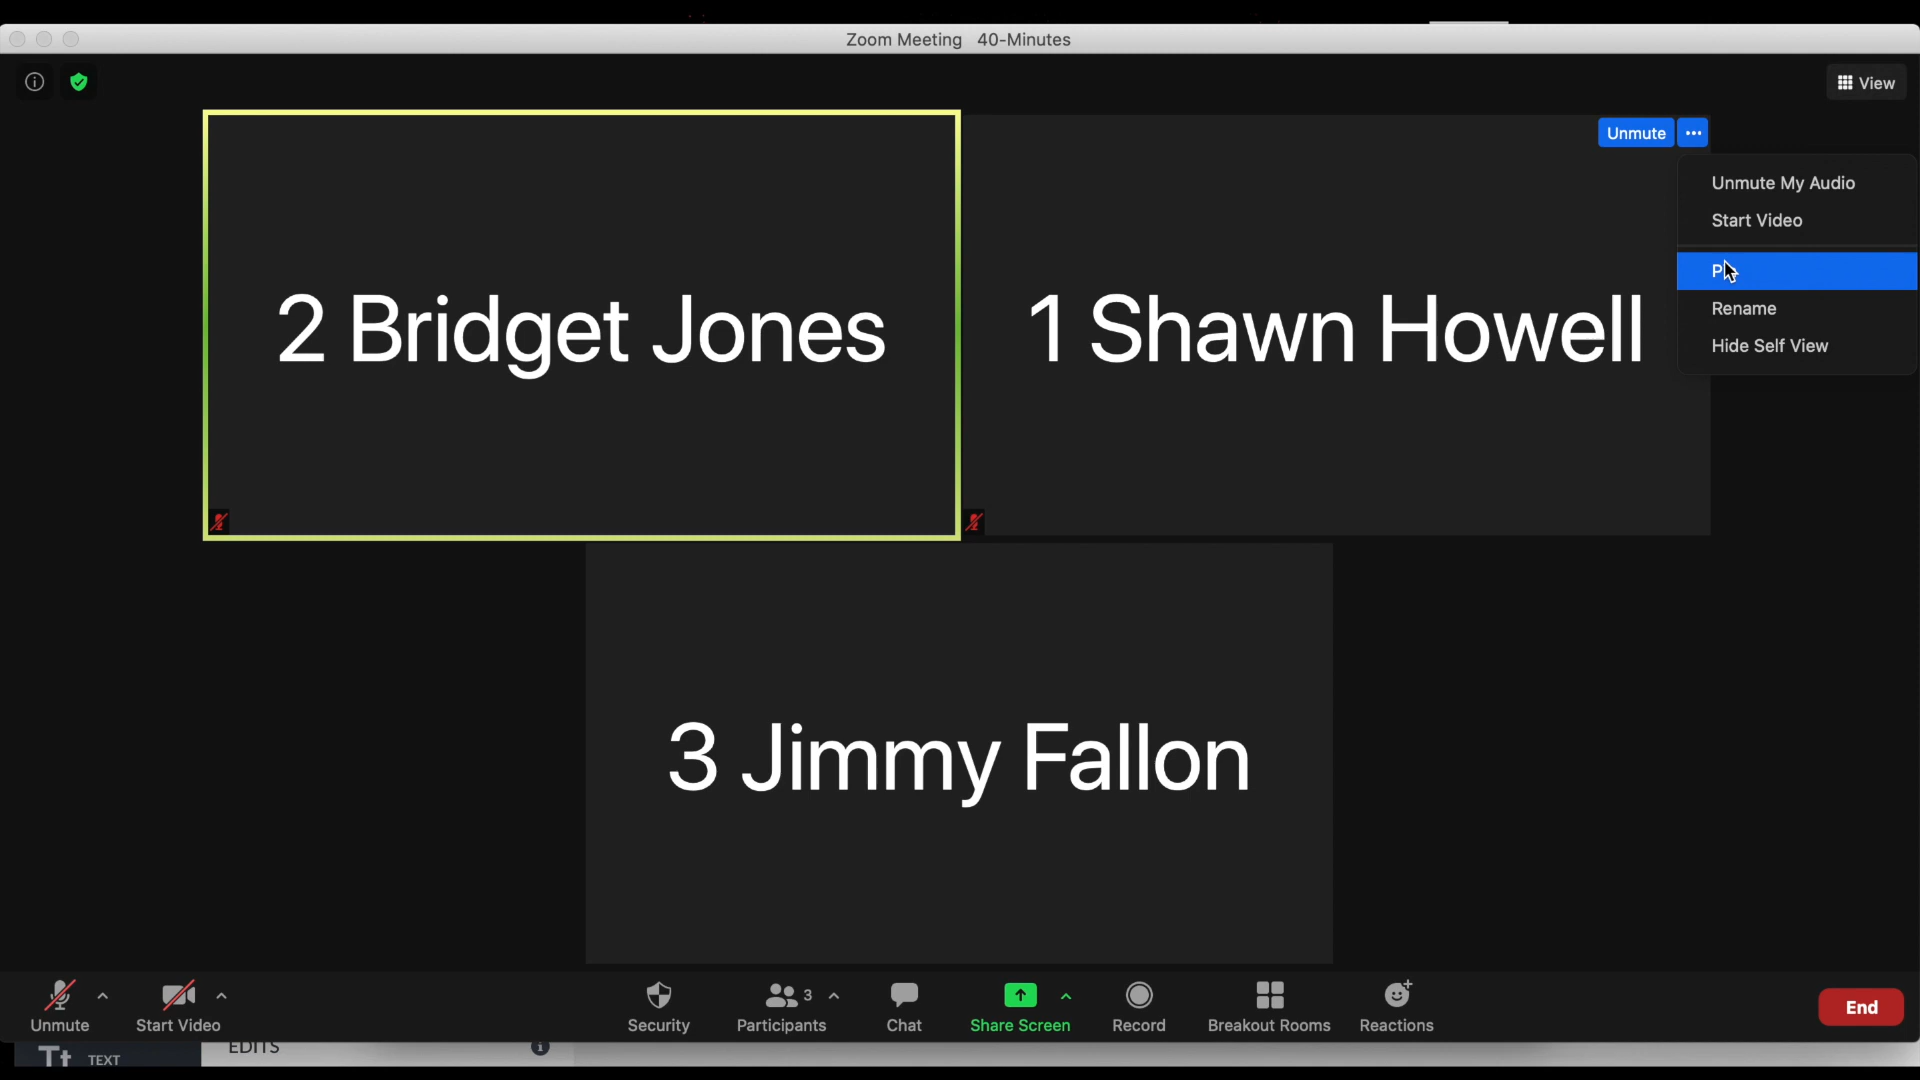 Zoom Meeting 40-Minutes
View
Unmute
Unmute My Audio
Start Video
Rename
Hide Self View
2 Bridget Jones
1 Shawn Howell
3 Jimmy Fallon
Unmute
Start Video
Security
3
Participants
Chat
Share Screen
Record
Breakout Rooms
Reactions
End
Tt TEXT
EDITS